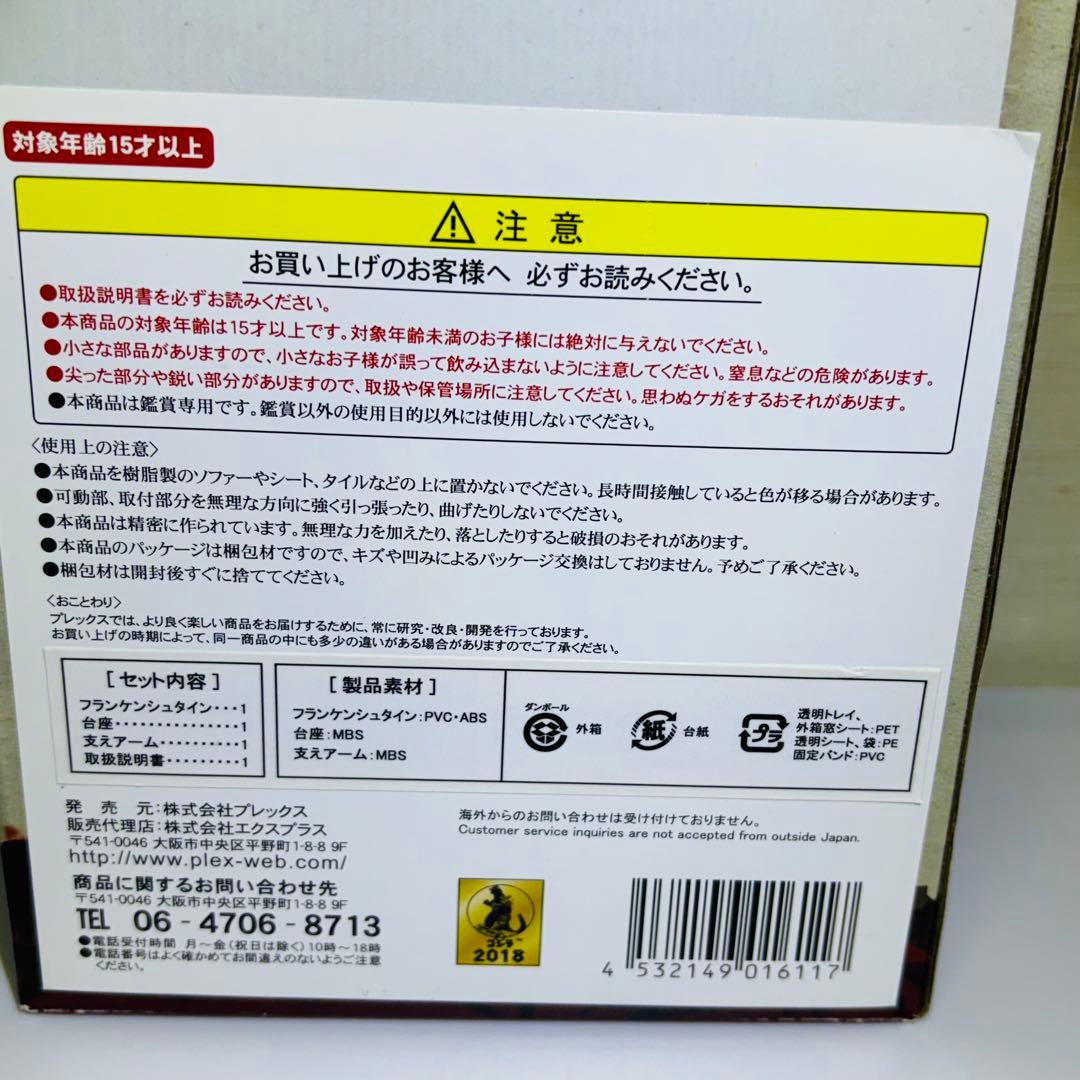 対象年齢15才以上
注 意
お買い上げのお客様へ 必ずお読みください。
●取扱説明書を必ずお読みください。
●本商品の対象年齢は15才以上です。対象年齢未満のお子様には絶対に与えないでください。
●小さな部品がありますので、小さなお子様が誤って飲み込まないように注意してください。窒息などの危険があります。
●尖った部分や鋭い部分がありますので、取扱や保管場所に注意してください。思わぬケガをするおそれがあります。
●本商品は鑑賞専用です。鑑賞以外の使用目的以外には使用しないでください。
〈使用上の注意〉
●本商品を樹脂製のソファーやシート、タイルなどの上に置かないでください。長時間接触していると色が移る場合があります。
●可動部、取付部分を無理な方向に強く引っ張ったり、曲げたりしないでください。
●本商品は精密に作られています。無理な力を加えたり、落としたりすると破損のおそれがあります。
●本商品のパッケージは梱包材ですので、キズや凹みによるパッケージ交換はしておりません。予めご了承ください。
●梱包材は開封後すぐに捨ててください。
〈おことわり〉
プレックスでは、より良く楽しい商品をお届けするために、常に研究・改良・開発を行っております。
お買い上げの時期によって、同一商品の中にも多少の違いがある場合がありますのでご了承ください。
[ セット内容 ]
フランケンシュタイン・・・1
台座・・・・・・・・・・・・・・1
支えアーム・・・・・・・・・・1
取扱説明書・・・・・・・・・1
[ 製品素材 ]
フランケンシュタイン:PVC・ABS
台座:MBS
支えアーム:MBS
ダンボール
外箱
紙
台紙
プラ
透明トレイ、
外箱窓シート:PET
透明シート、袋:PE
固定バンド:PVC
発 売 元:株式会社プレックス
販売代理店:株式会社エクスプラス
〒541-0046 大阪市中央区平野町1-8-8 9F
http://www.plex-web.com/
商品に関するお問い合わせ先
〒541-0046 大阪市中央区平野町1-8-8 9F
TEL 06-4706-8713
●電話受付時間 月〜金(祝日は除く)10時〜18時
●電話番号はよく確かめてお間違えのないようご注意
ください。
海外からのお問い合わせは受け付けておりません。
Customer service inquiries are not accepted from outside Japan.
ゴジラ™
2018
4 532149 016117